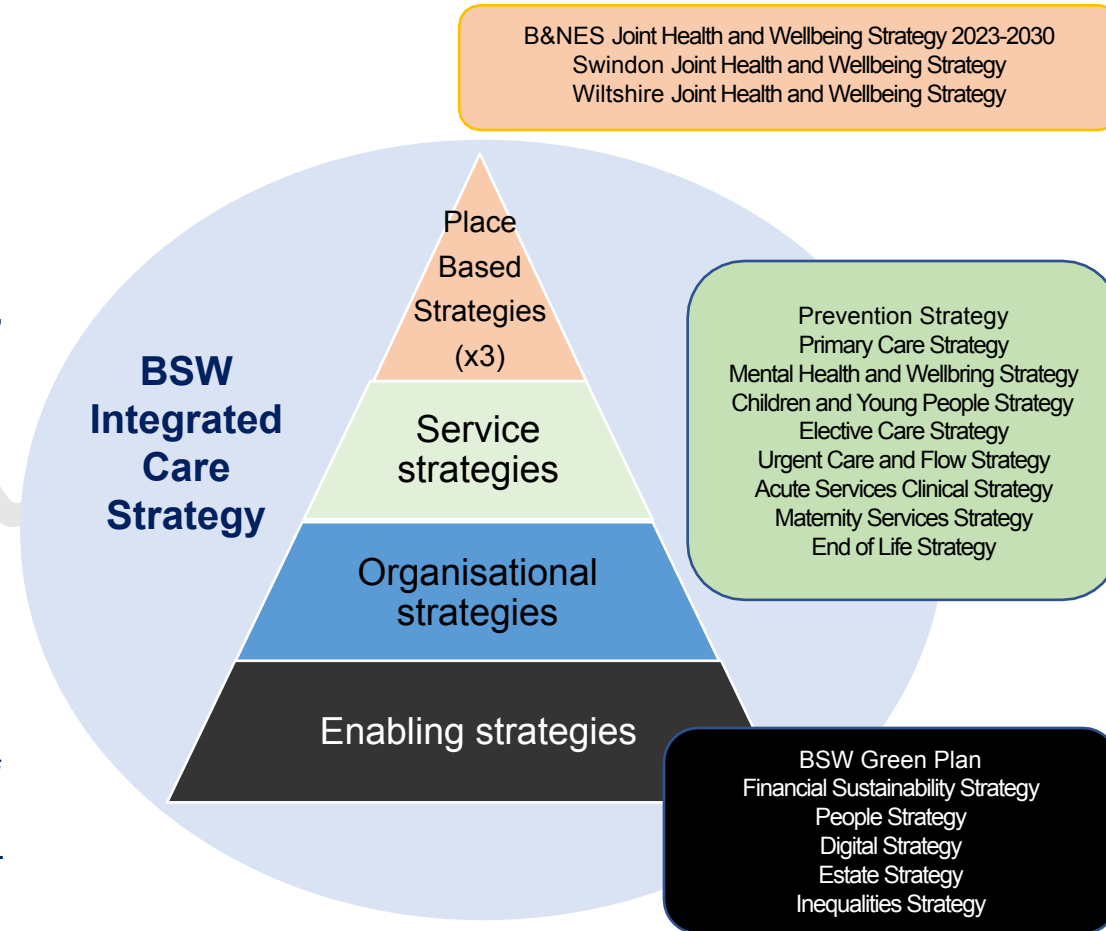 B&NES Joint Health and Wellbeing Strategy 2023-2030
Swindon Joint Health and Wellbeing Strategy
Wiltshire Joint Health and Wellbeing Strategy
Place
Based
Strategies
(x3)
BSW
Integrated
Care
Strategy
Service
strategies
Prevention Strategy
Primary Care Strategy
Mental Health and Wellbring Strategy
Children and Young People Strategy
Elective Care Strategy
Urgent Care and Flow Strategy
Acute Services Clinical Strategy
Maternity Services Strategy
End of Life Strategy
Organisational
strategies
Enabling strategies
BSW Green Plan
Financial Sustainability Strategy
People Strategy
Digital Strategy
Estate Strategy
Inequalities Strategy